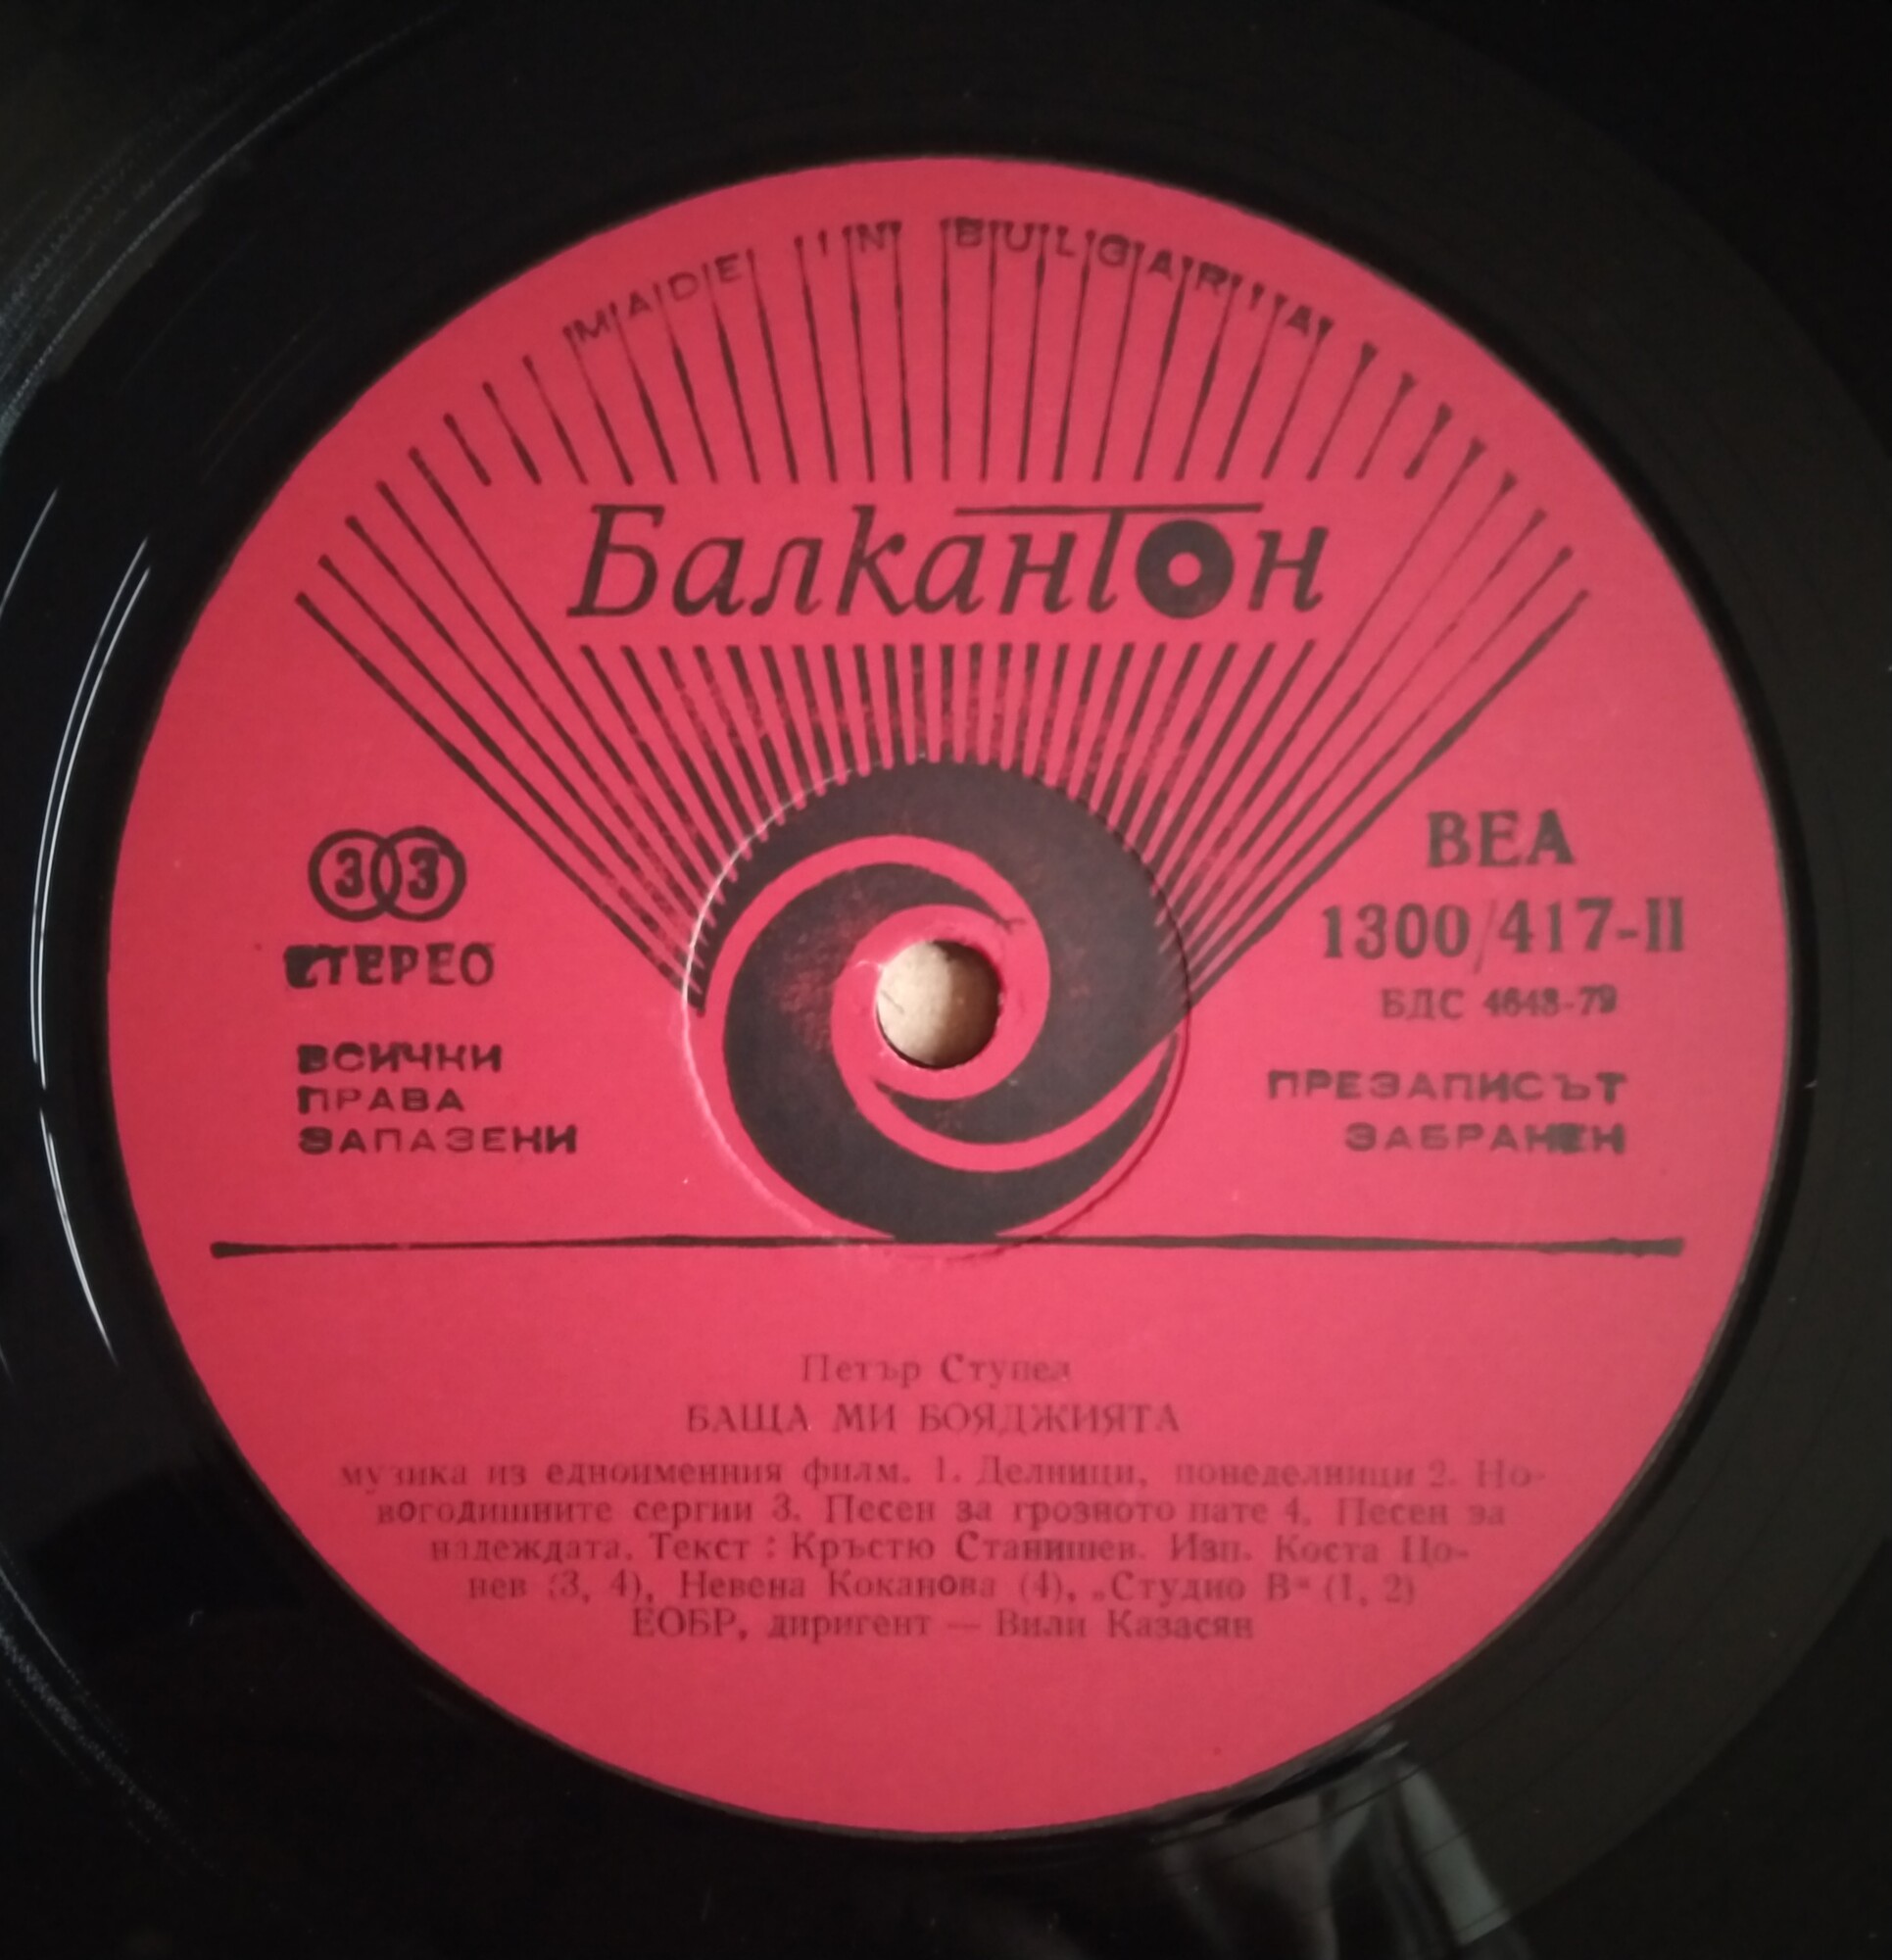 MADE IN BULGARIA
Балкантон
33
СТЕРЕО
ВСИЧКИ
ПРАВА
ЗАПАЗЕНИ
ВЕА
1300/417-II
БДС 4643-79
ПРЕЗАПИСЪТ
ЗАБРАНЕН
Петър Ступел
БАЩА МИ БОЯДЖИЯТА
музика из едноименния филм. 1. Делници, понеделници 2. Но-
вогодишните сергии 3. Песен за грозното пате 4. Песен за
надеждата. Текст : Кръстю Станишев. Изп. Коста Цо-
нев (3, 4), Невена Коканова (4), „Студио В“ (1, 2)
ЕОБР, диригент — Вили Казасян